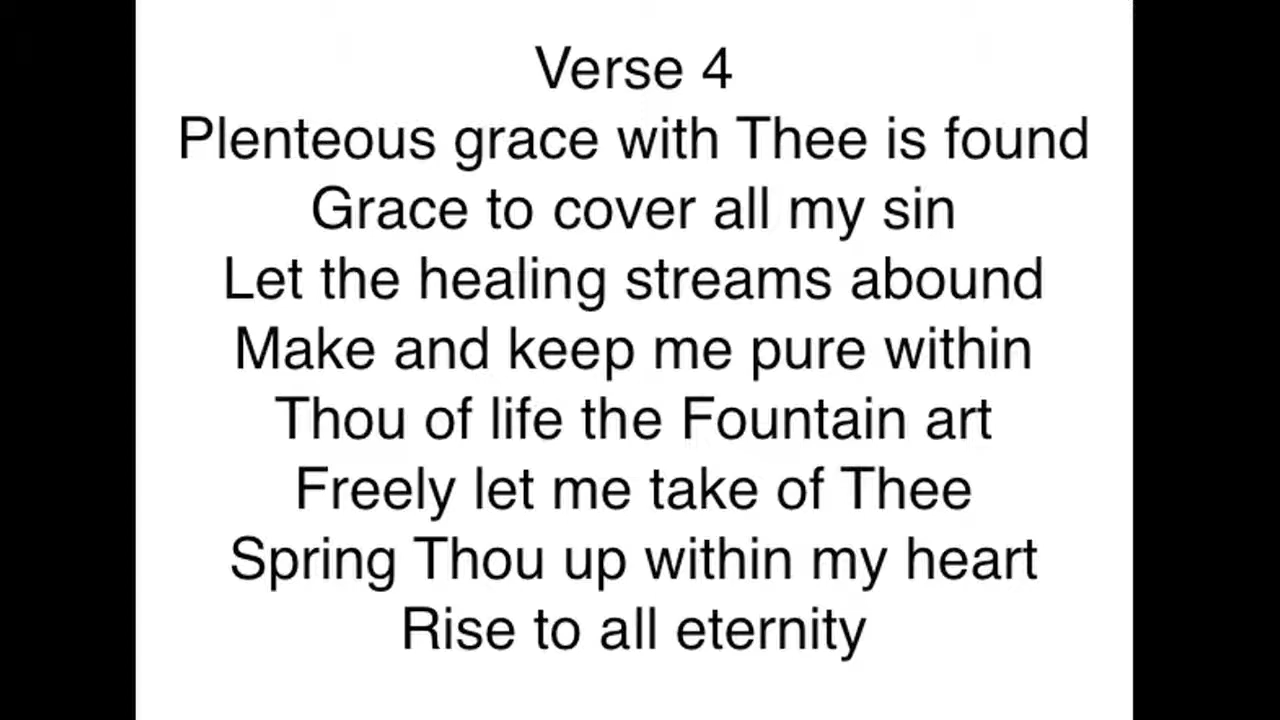 Verse 4
Plenteous grace with Thee is found
Grace to cover all my sin
Let the healing streams abound
Make and keep me pure within
Thou of life the Fountain art
Freely let me take of Thee
Spring Thou up within my heart
Rise to all eternity